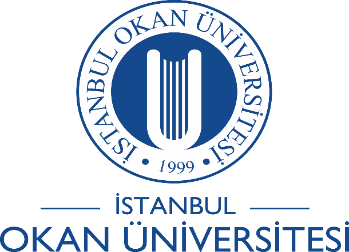 İSTANBUL OKAN ÜNİVERSİTESİ
• 1999 •
İSTANBUL
OKAN ÜNİVERSİTESİ